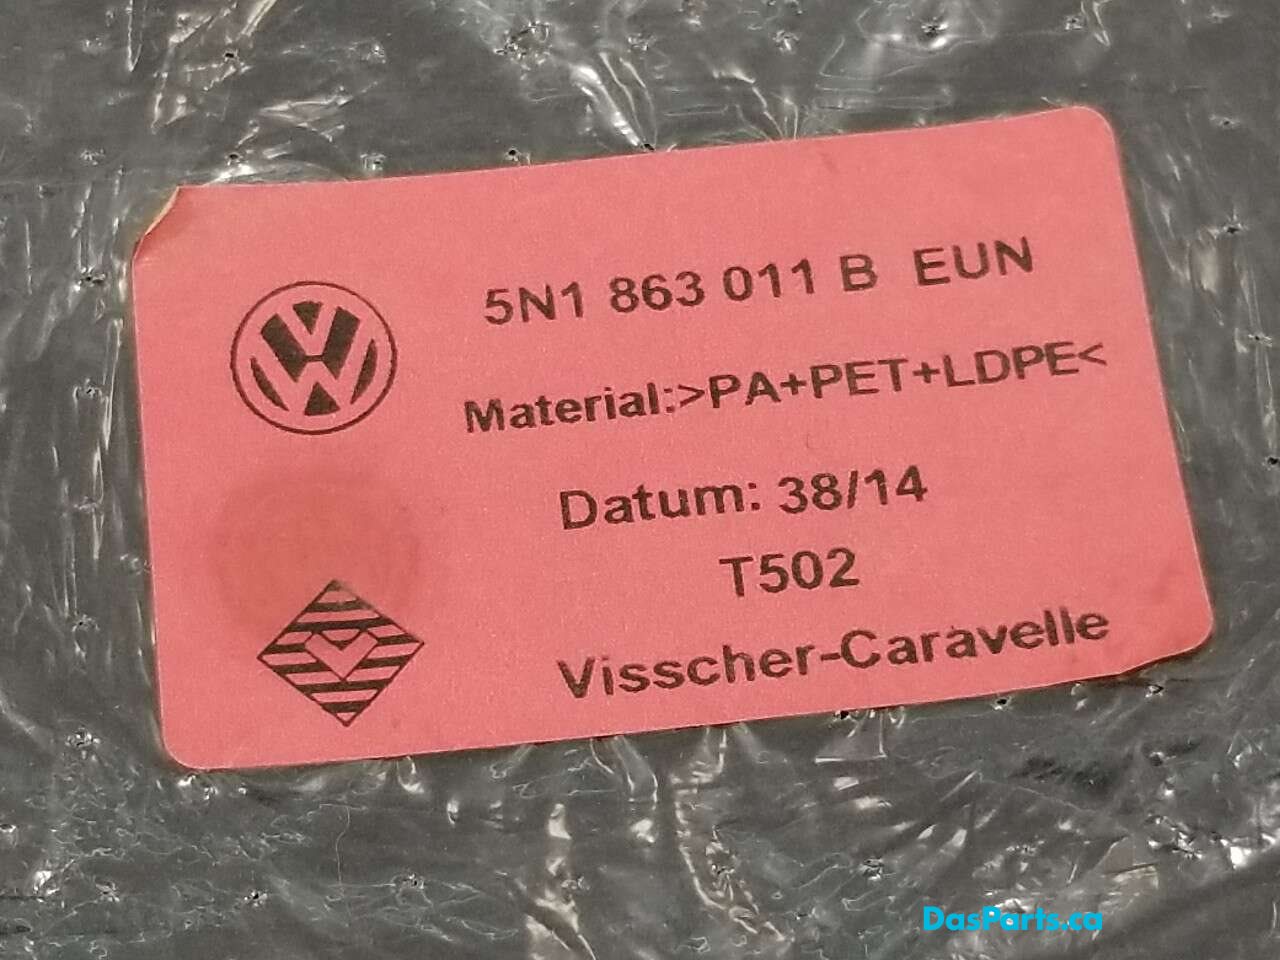 5N1 863 011 B EUN
Material:>PA+PET+LDPE<
Datum: 38/14
T502
Visscher-Caravelle
DasParts.ca